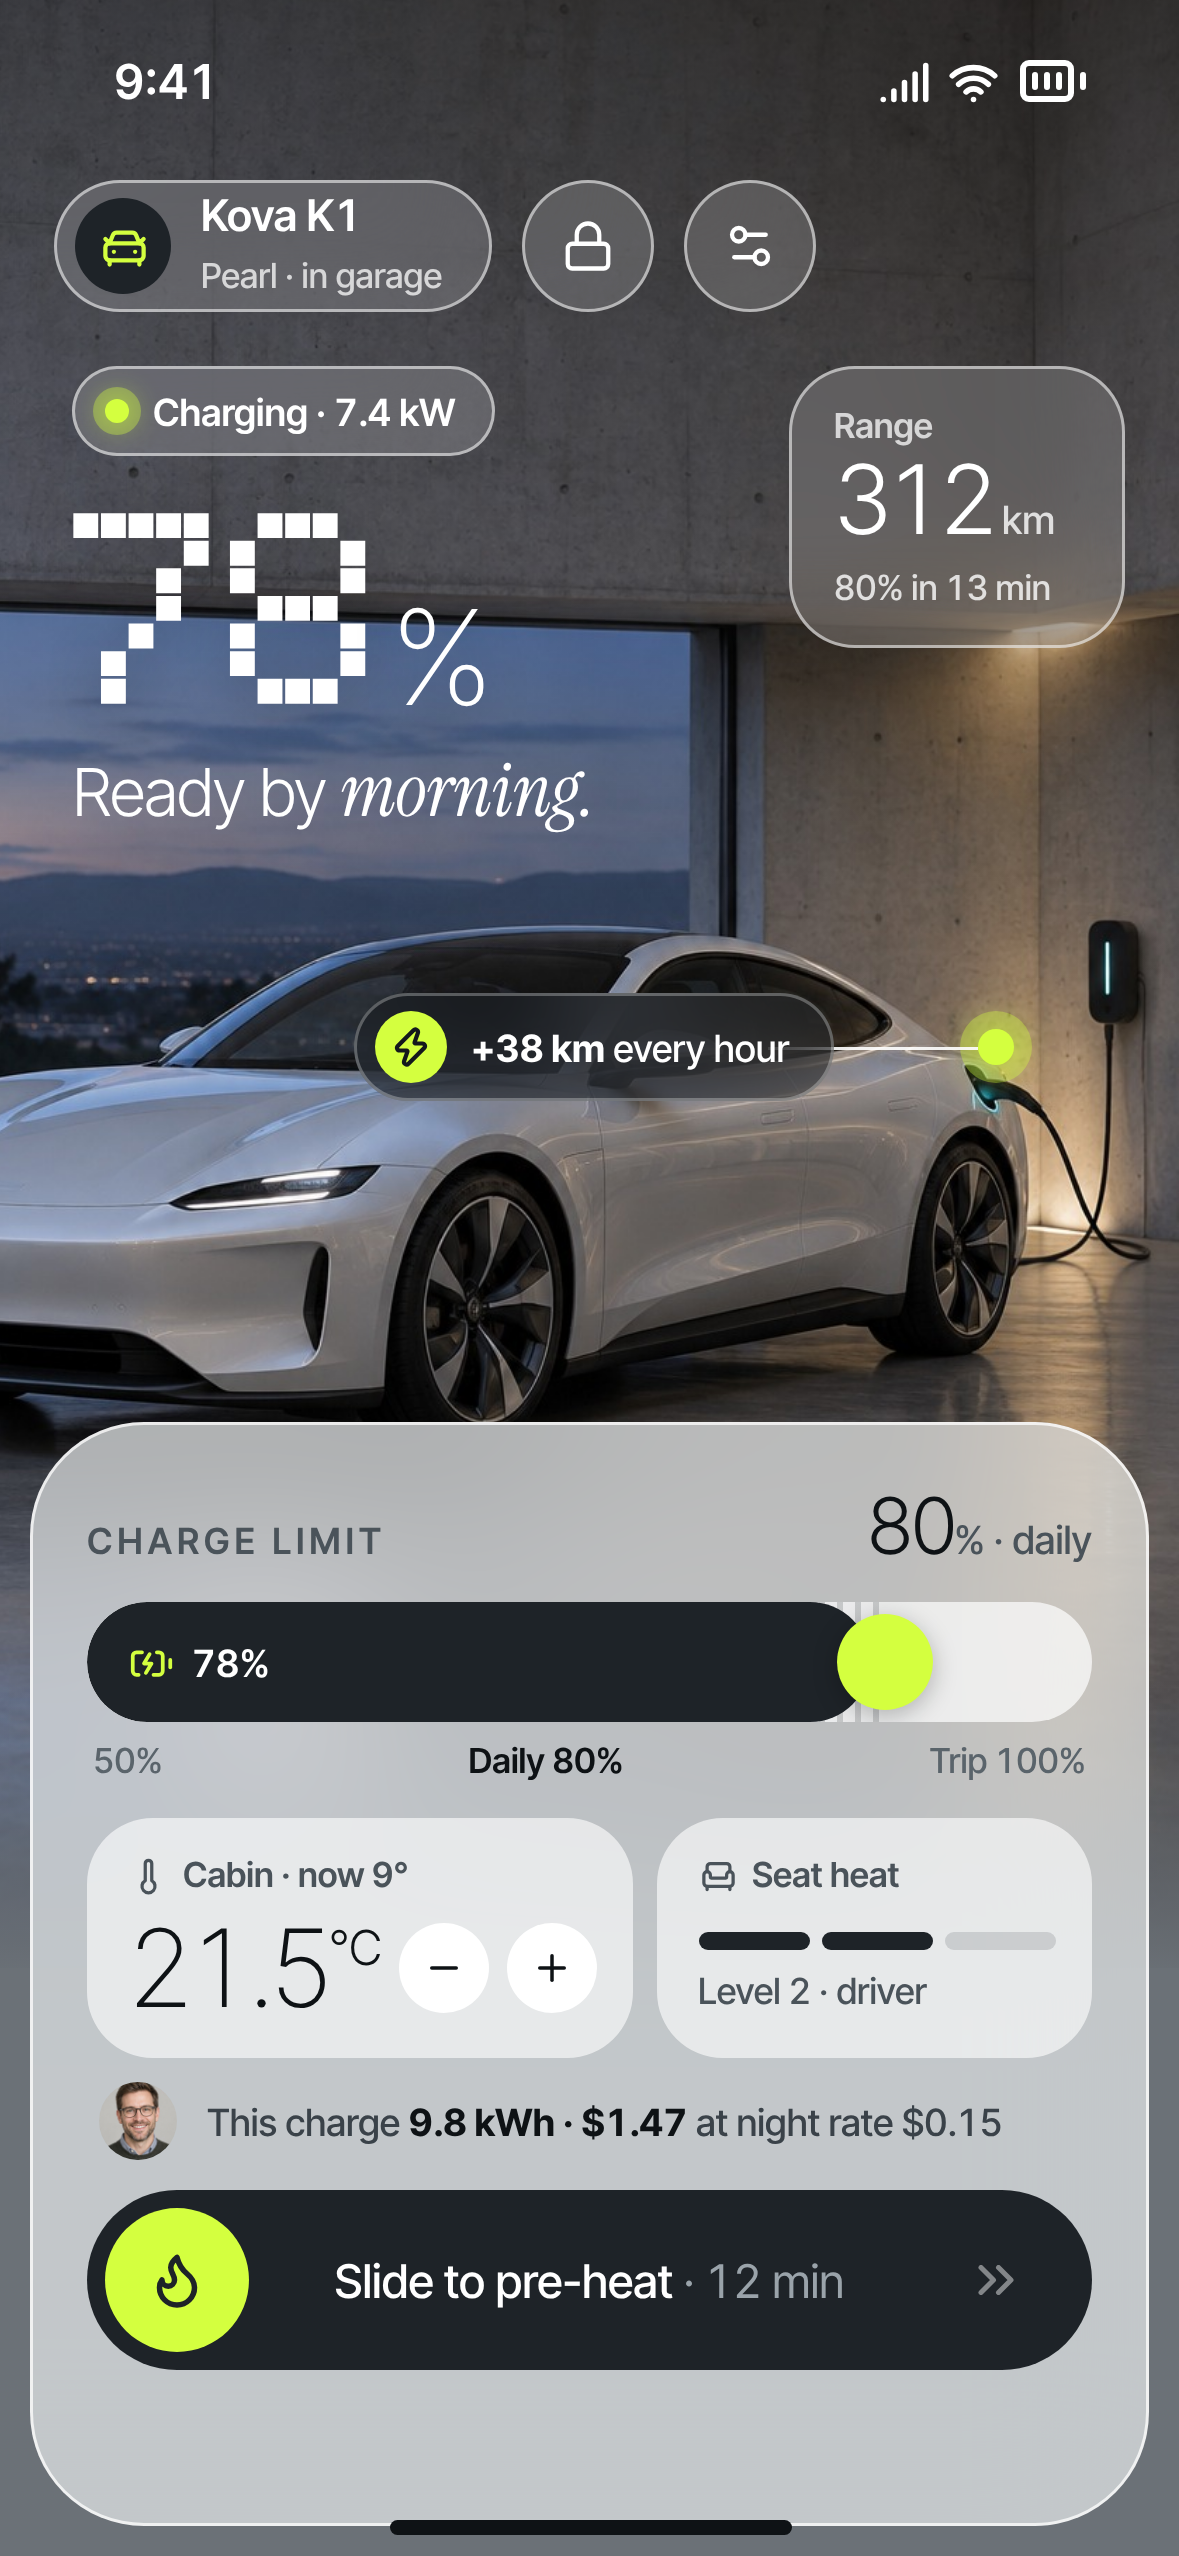 9:41
Kova K1
Pearl · in garage
Charging · 7.4 kW
Range
312 km
80% in 13 min
78%
Ready by morning.
+38 km every hour
CHARGE LIMIT
80% · daily
78%
50%
Daily 80%
Trip 100%
Cabin · now 9°
21.5°C
Seat heat
Level 2 · driver
This charge 9.8 kWh · $1.47 at night rate $0.15
Slide to pre-heat · 12 min